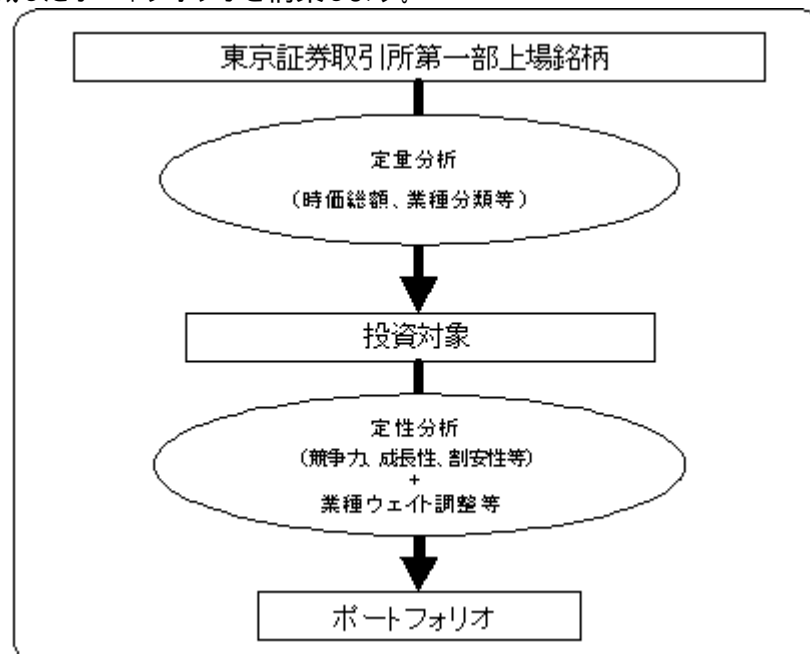 東京証券取引所第一部上場銘柄
定量分析
(時価総額、業種分類等)
投資対象
定性分析
(競争力、成長性、割安性等)
+
業種ウェイト調整等
ポートフォリオ